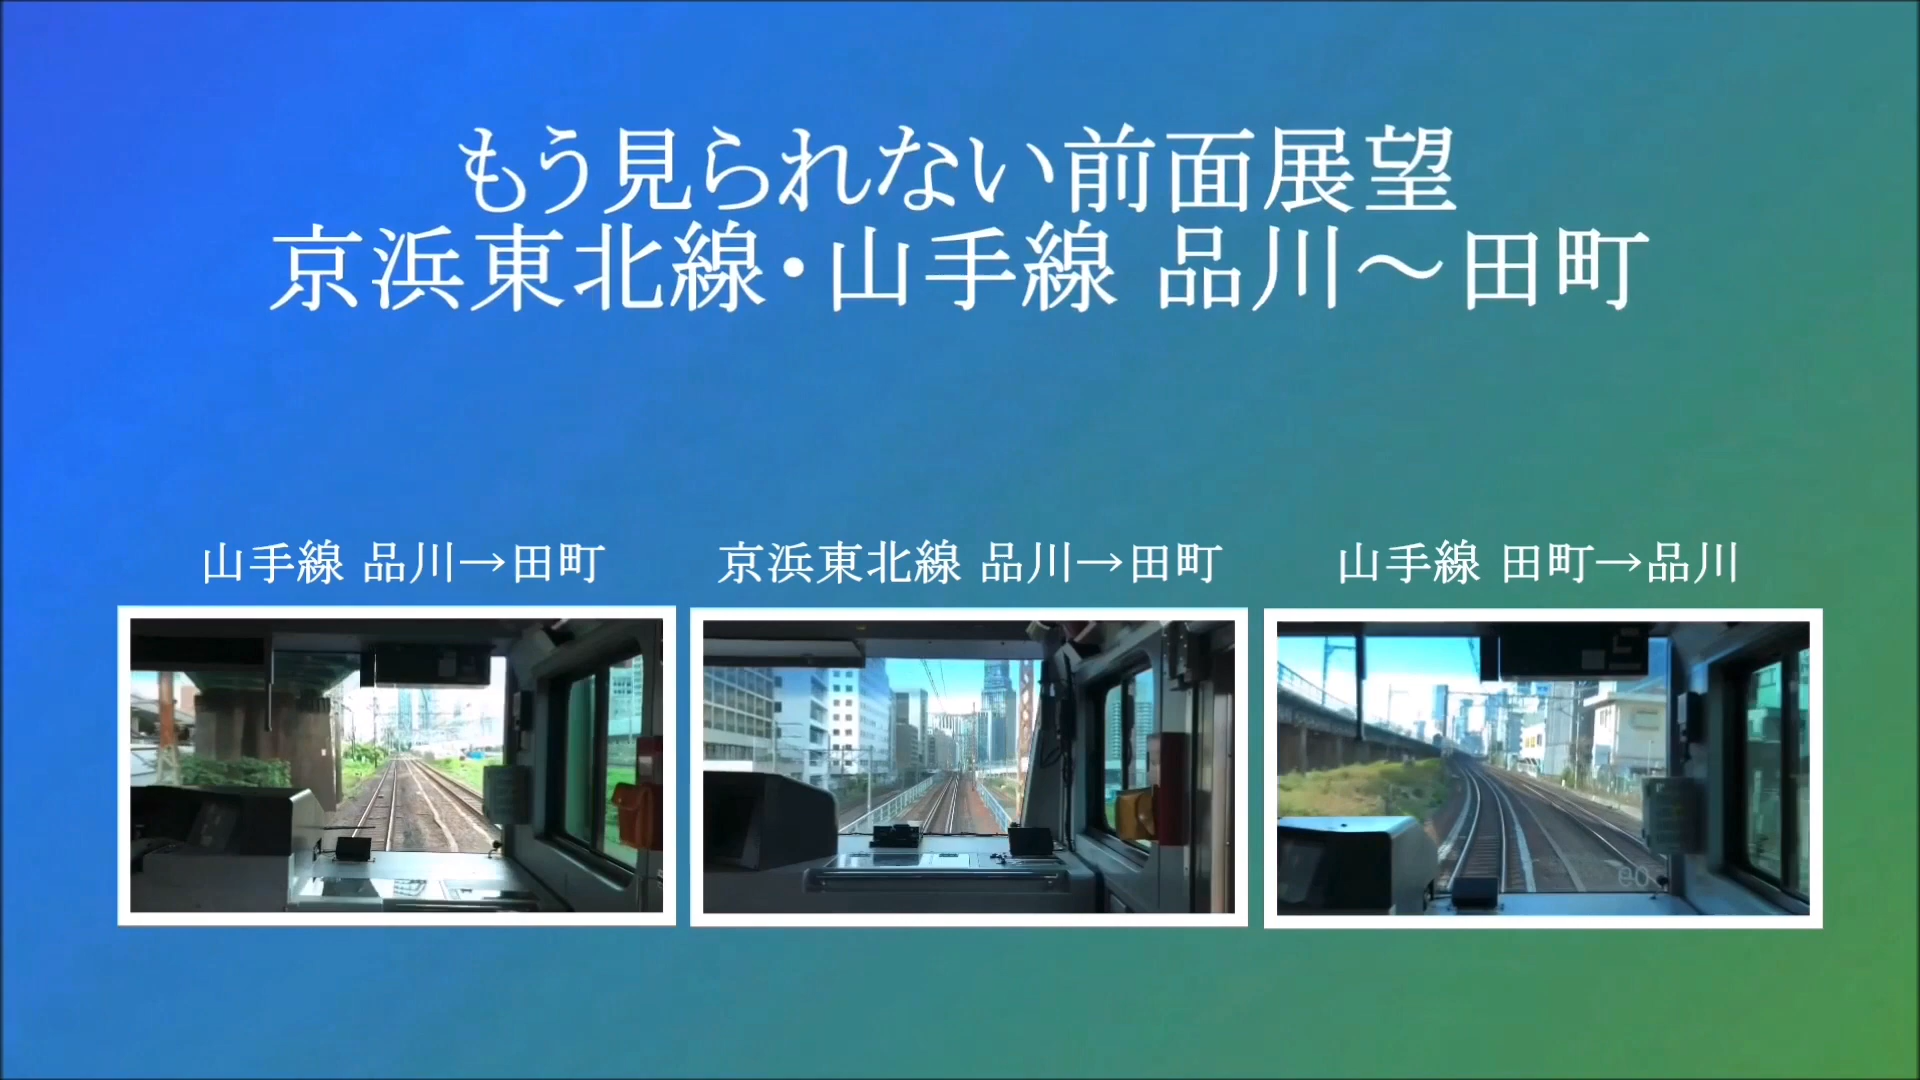 もう見られない前面展望
京浜東北線・山手線 品川～田町
山手線 品川→田町
京浜東北線 品川→田町
山手線 田町→品川
eo